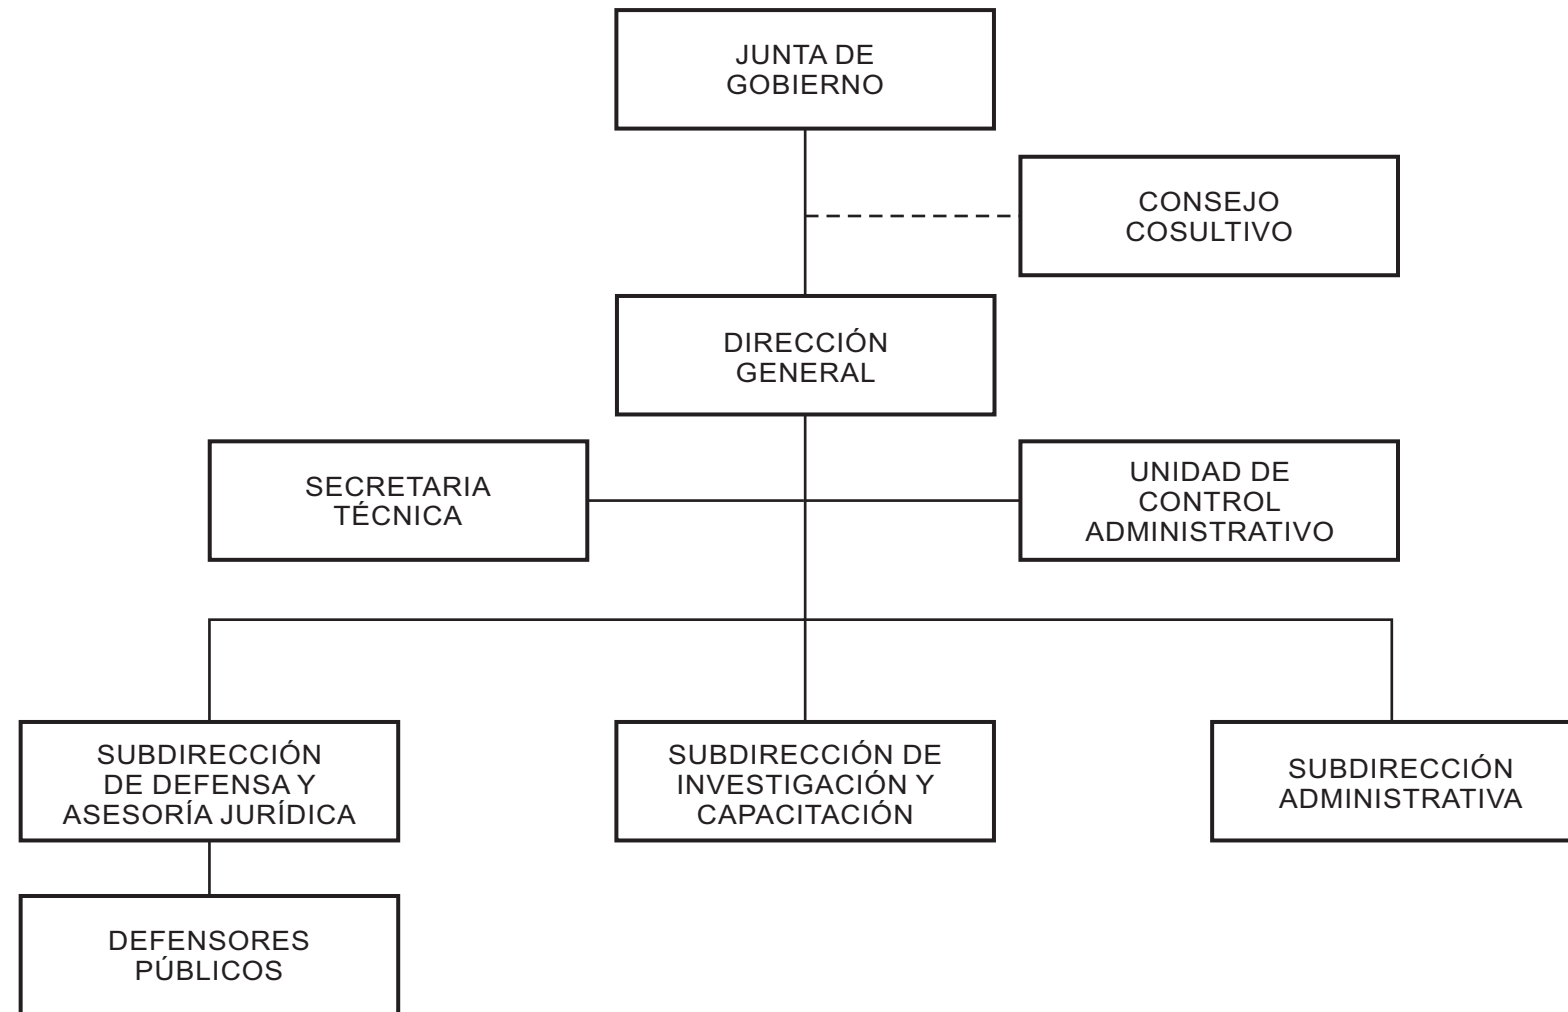 JUNTA DE
GOBIERNO
CONSEJO
COSULTIVO
DIRECCIÓN
GENERAL
SECRETARIA
TÉCNICA
UNIDAD DE
CONTROL
ADMINISTRATIVO
SUBDIRECCIÓN
DE DEFENSA Y
ASESORÍA JURÍDICA
SUBDIRECCIÓN DE
INVESTIGACIÓN Y
CAPACITACIÓN
SUBDIRECCIÓN
ADMINISTRATIVA
DEFENSORES
PÚBLICOS